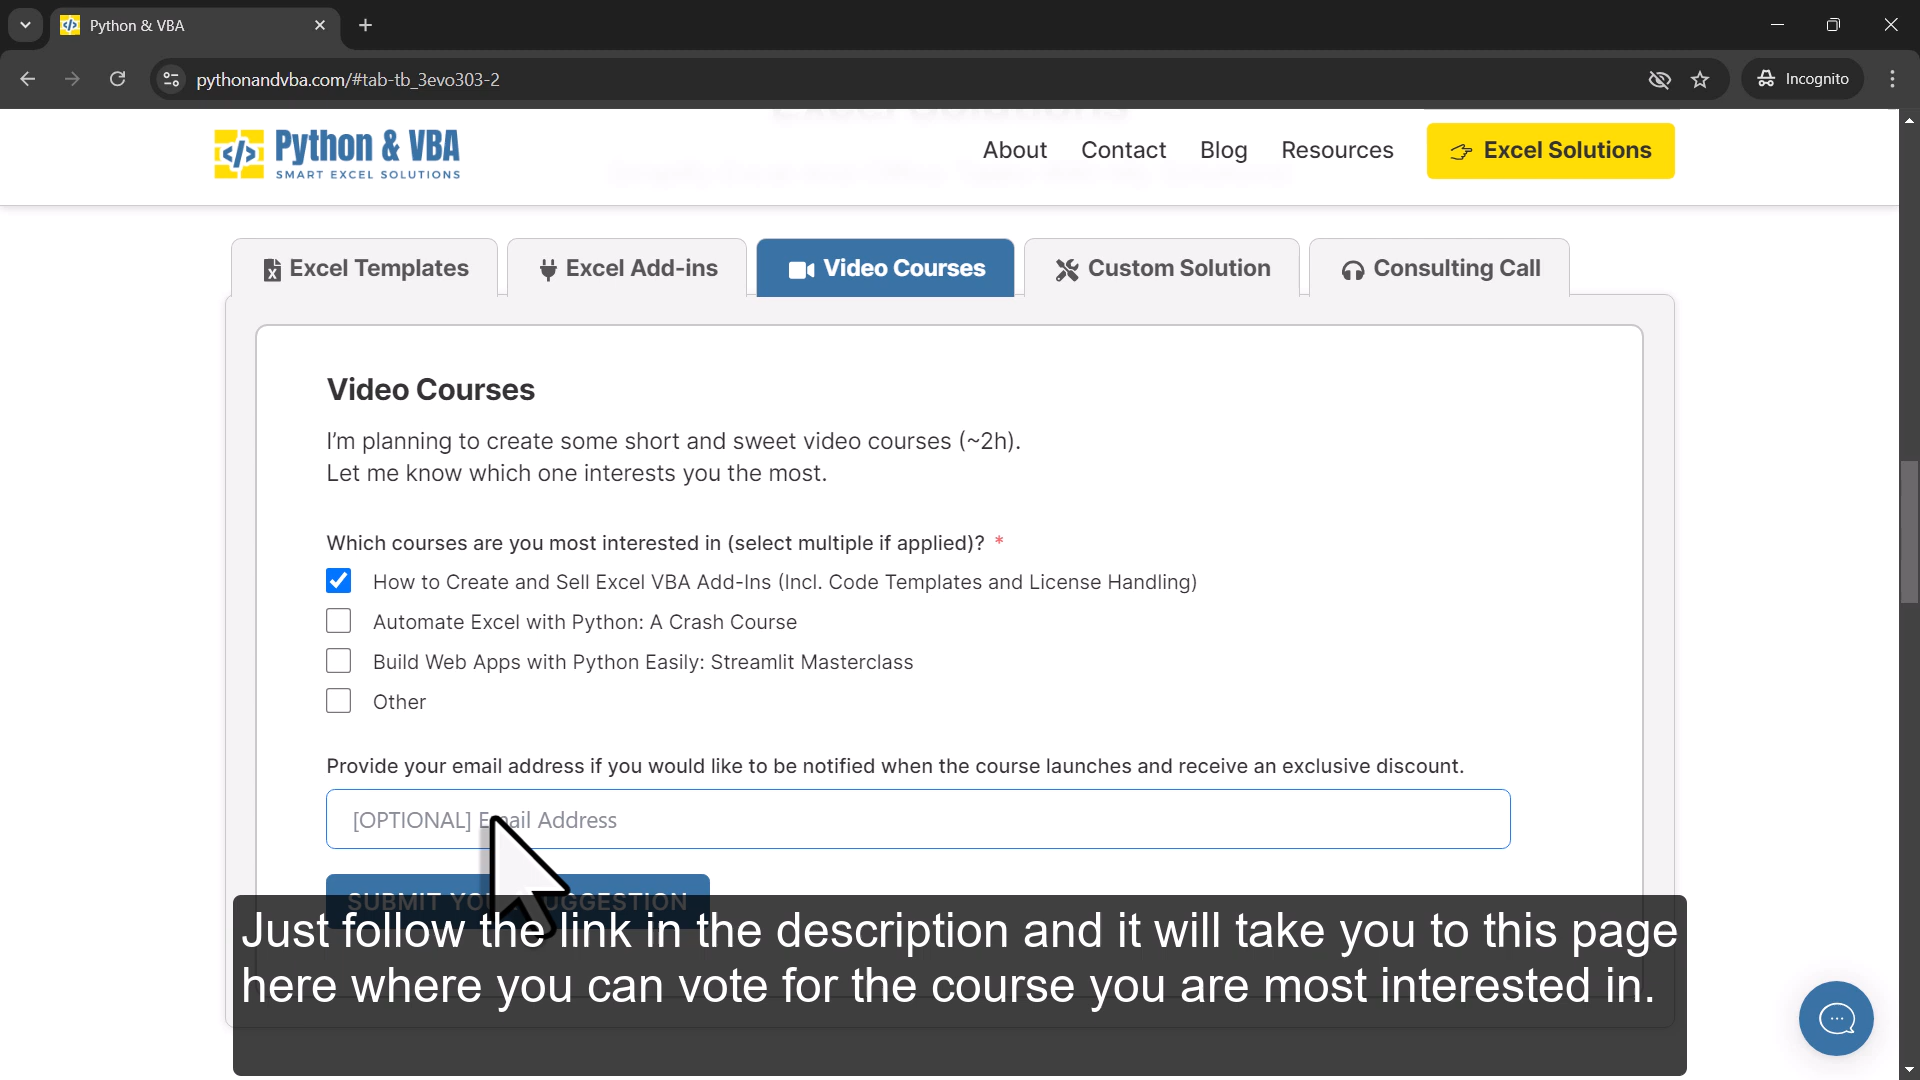 Python & VBA
pythonandvba.com/#tab-tb_3evo303-2
Incognito
Python & VBA
SMART EXCEL SOLUTIONS
About
Contact
Blog
Resources
Excel Solutions
Excel Templates
Excel Add-ins
Video Courses
Custom Solution
Consulting Call
Video Courses
I'm planning to create some short and sweet video courses (~2h).
Let me know which one interests you the most.
Which courses are you most interested in (select multiple if applied)? *
How to Create and Sell Excel VBA Add-Ins (Incl. Code Templates and License Handling)
Automate Excel with Python: A Crash Course
Build Web Apps with Python Easily: Streamlit Masterclass
Other
Provide your email address if you would like to be notified when the course launches and receive an exclusive discount.
[OPTIONAL] Email Address
SUBMIT YOUR SUGGESTION
Just follow the link in the description and it will take you to this page
here where you can vote for the course you are most interested in.